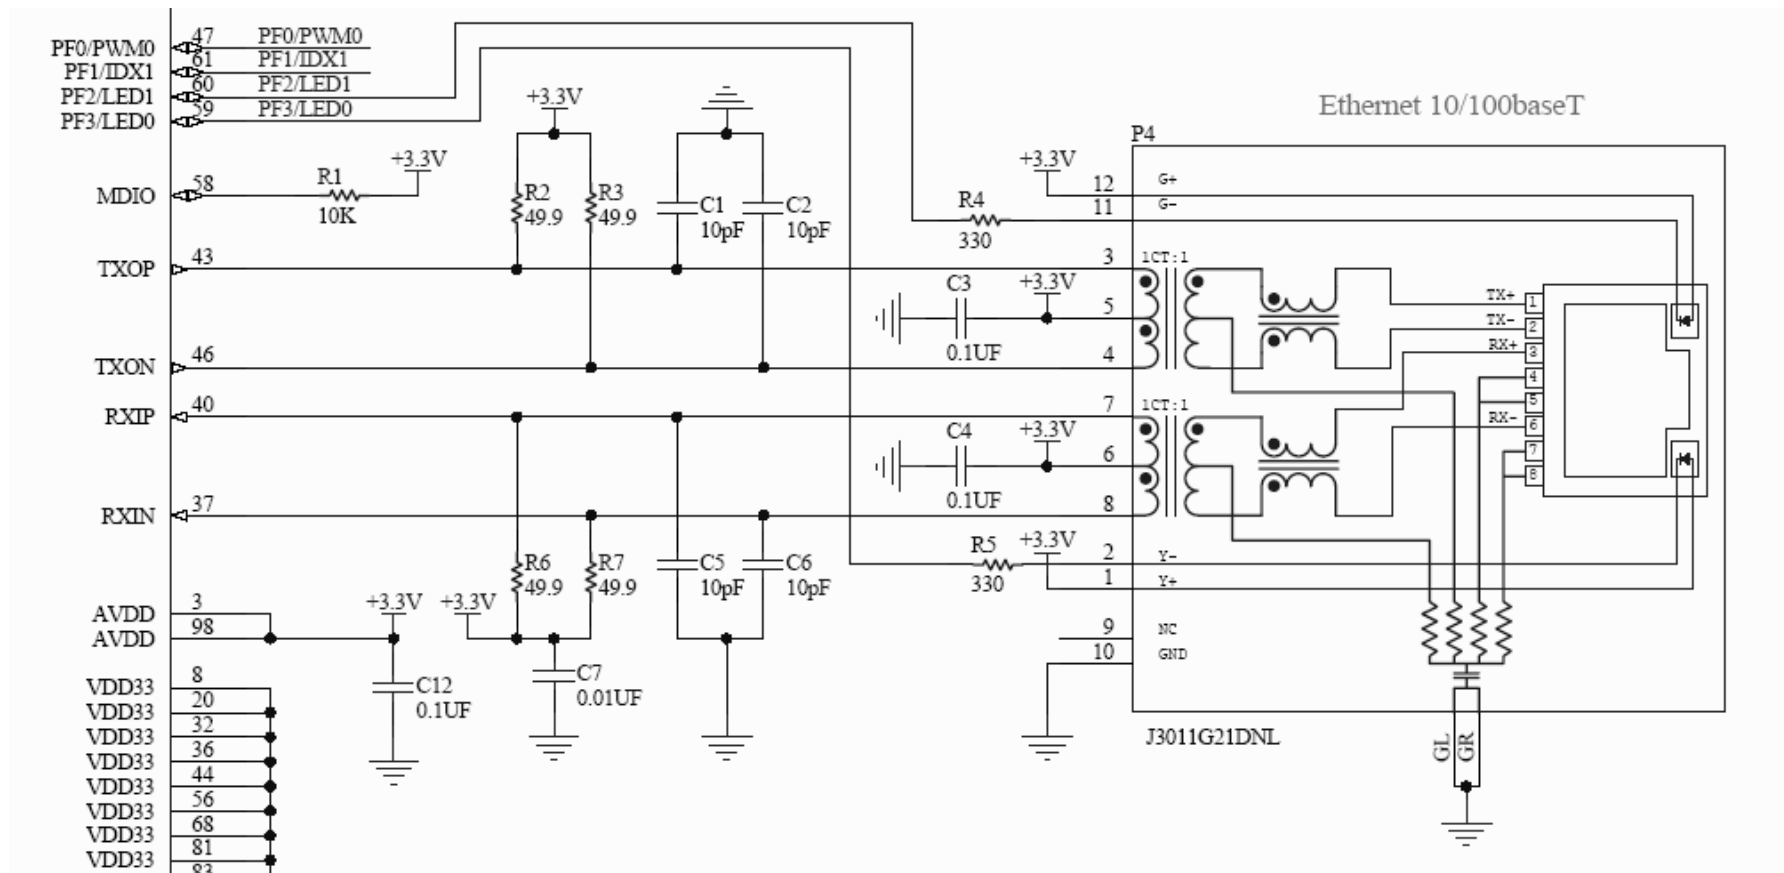 PF0/PWM0 47 PF0/PWM0
PF1/IDX1 61 PF1/IDX1
PF2/LED1 60 PF2/LED1
PF3/LED0 59 PF3/LED0
+3.3V
Ethernet 10/100baseT
P4
+3.3V
+3.3V
MDIO 58 R1
10K
R2
49.9
R3
49.9
C1
10pF
C2
10pF
R4
330
12 G+
11 G-
TXOP 43
3 1CT:1
C3 +3.3V
0.1UF
5
TX+ 1
TX- 2
RX+ 3
4
5
RX- 6
7
8
TXON 46
4
RXIP 40
7 1CT:1
C4 +3.3V
0.1UF
6
RXIN 37
8
R5 +3.3V
330
2 Y-
1 Y+
R6
49.9
R7
49.9
C5
10pF
C6
10pF
AVDD 3
AVDD 98
+3.3V +3.3V
9 NC
10 GND
C12
0.1UF
C7
0.01UF
J3011G21DNL
GL
GR
VDD33 8
VDD33 20
VDD33 32
VDD33 36
VDD33 44
VDD33 56
VDD33 68
VDD33 81